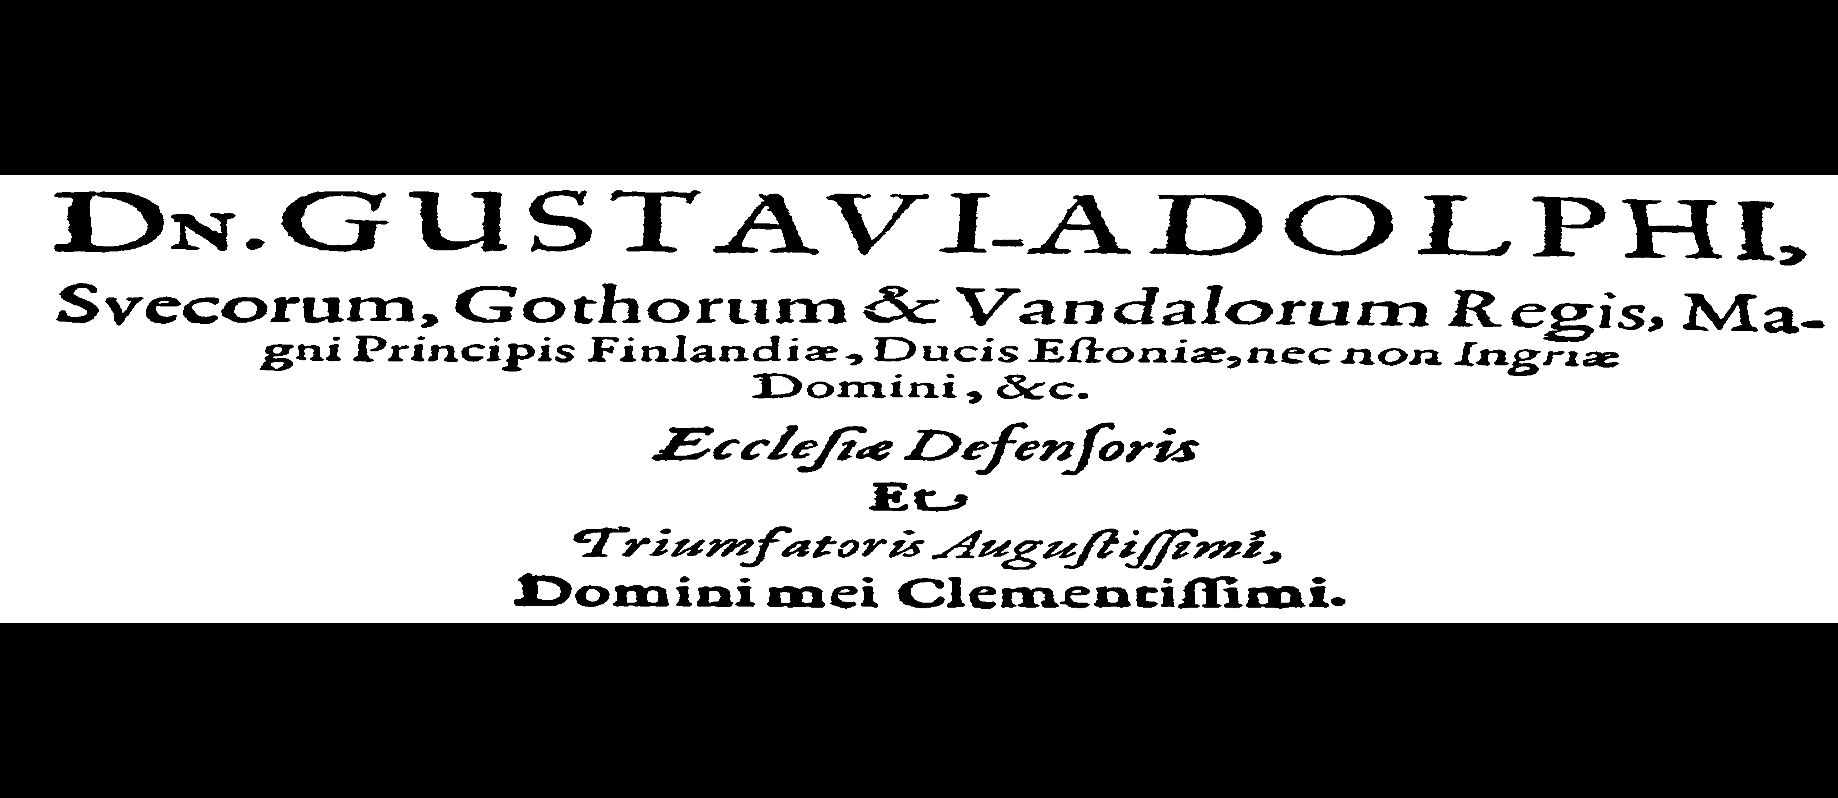 DN. GUSTAVI-ADOLPHI,
Svecorum, Gothorum & Vandalorum Regis, Ma-
gni Principis Finlandiæ, Ducis Eſtoniæ, nec non Ingriæ
Domini, &c.
Eccleſiæ Defenſoris
Et
Triumfatoris Auguſtiſſimi,
Domini mei Clementiſſimi.